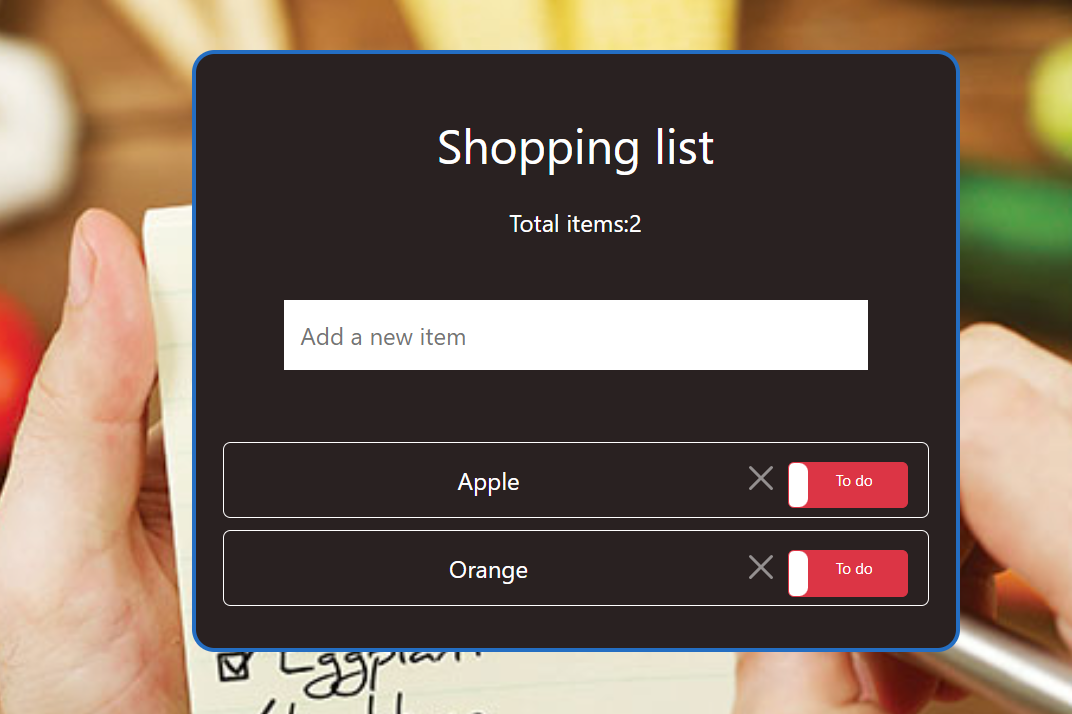 Shopping list
Total items:2
Add a new item
Apple
To do
Orange
To do
Eggplant